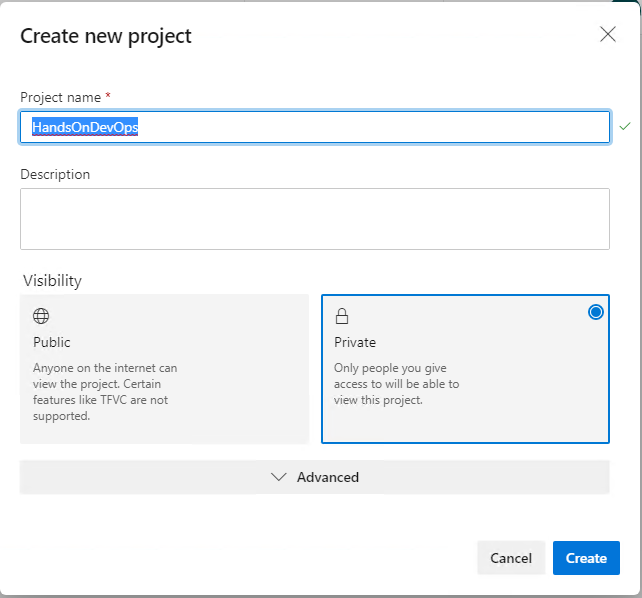 Create new project
Project name *
HandsOnDevOps
Description
Visibility
Public
Anyone on the internet can
view the project. Certain
features like TFVC are not
supported.
Private
Only people you give
access to will be able to
view this project.
Advanced
Cancel
Create